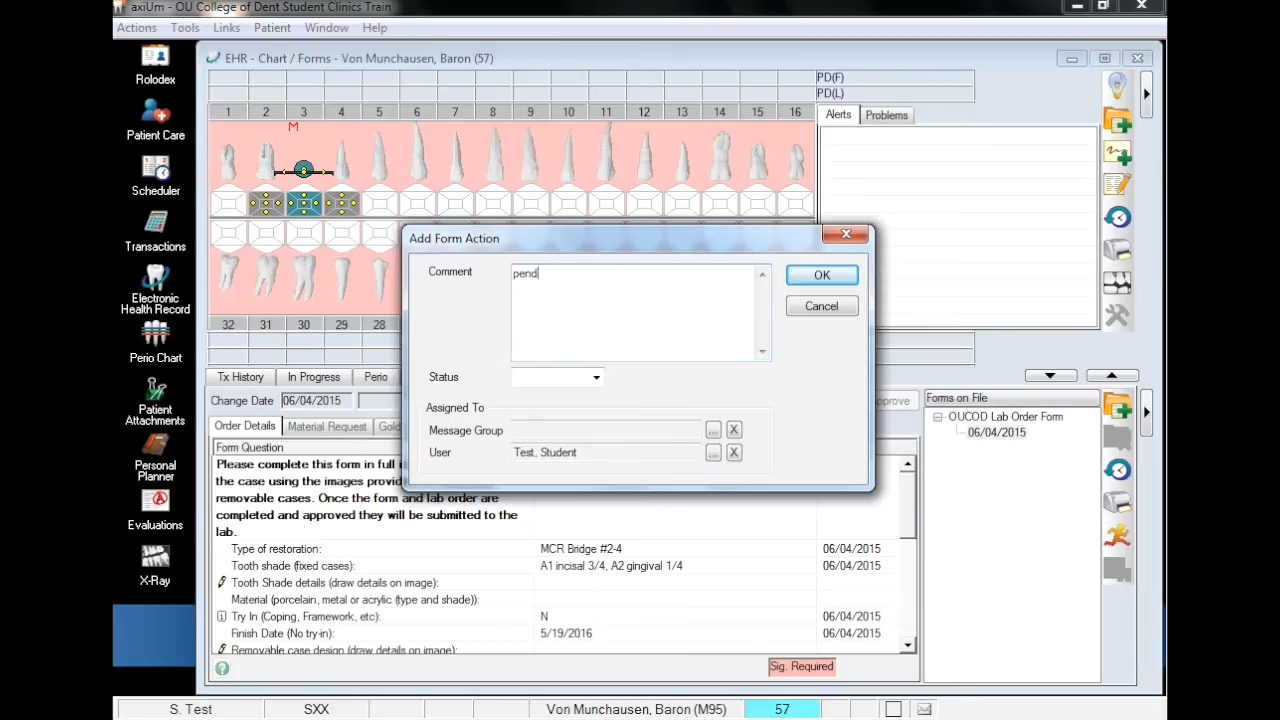 axiUm - OU College of Dent Student Clinics Train
Actions Tools Links Patient Window Help
Rolodex
Patient Care
Scheduler
Transactions
Electronic
Health Record
Perio Chart
Patient
Attachments
Personal
Planner
Evaluations
X-Ray
EHR - Chart / Forms - Von Munchausen, Baron (57)
PD(F)
PD(L)
1 2 3 4 5 6 7 8 9 10 11 12 13 14 15 16
M
Alerts Problems
32 31 30 29 28
Add Form Action
Comment pend
OK
Cancel
Status
Assigned To
Message Group ... X
User Test, Student ... X
Tx History In Progress Perio
Change Date 06/04/2015 Approve
Order Details Material Request Gold
Form Question
Please complete this form in full
the case using the images
removable cases. Once the form and lab order are
completed and approved they will be submitted to the
lab.
Type of restoration: MCR Bridge #2-4 06/04/2015
Tooth shade (fixed cases): A1 incisal 3/4, A2 gingival 1/4 06/04/2015
Tooth Shade details (draw details on image):
Material (porcelain, metal or acrylic (type and shade)):
Try In (Coping, Framework, etc): N 06/04/2015
Finish Date (No try-in): 5/19/2016 06/04/2015
Removable case design (draw details on image):
Sig. Required
Forms on File
OUCOD Lab Order Form
06/04/2015
S. Test SXX Von Munchausen, Baron (M95) 57